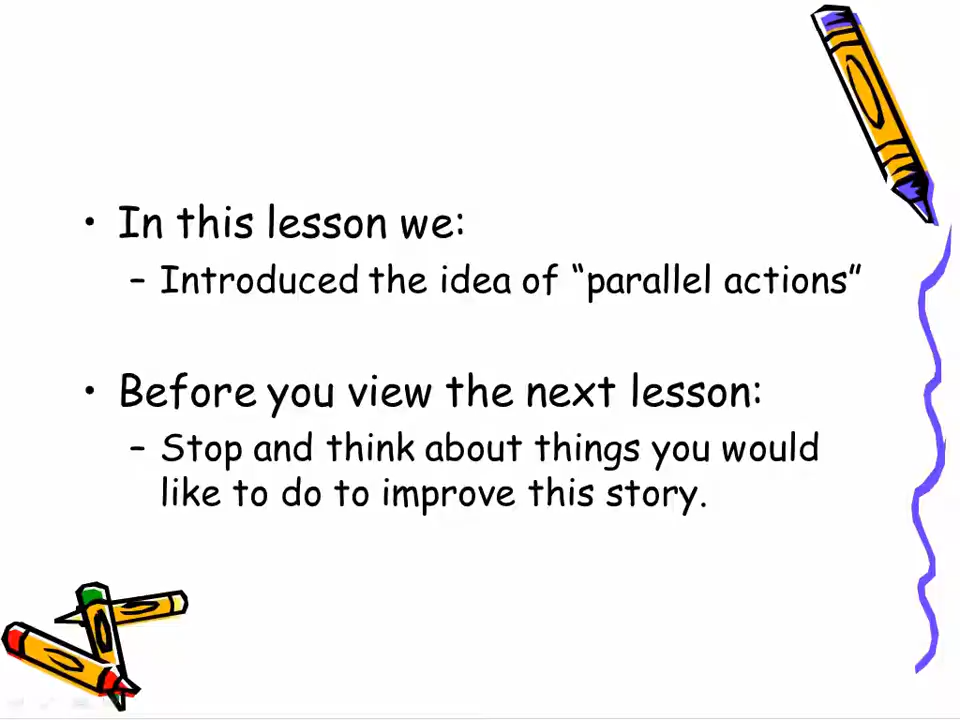 • In this lesson we:
– Introduced the idea of “parallel actions”
• Before you view the next lesson:
– Stop and think about things you would
like to do to improve this story.